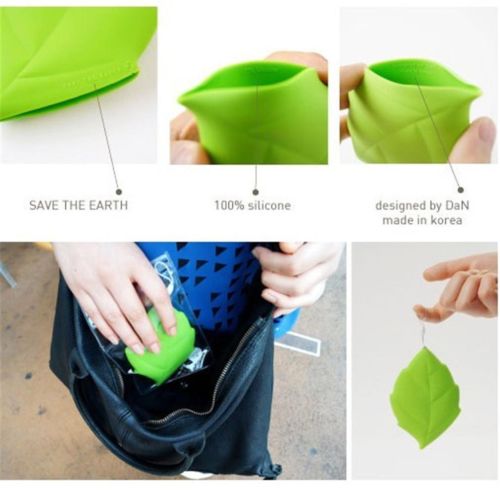 SAVE THE EARTH
100% silicone
designed by DaN
made in korea